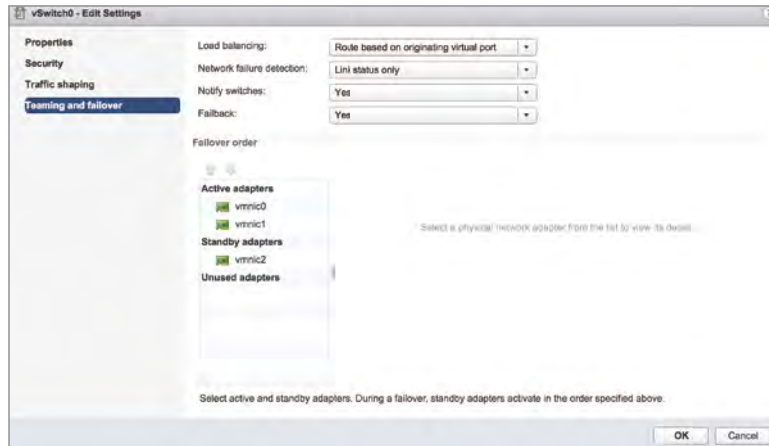 vSwitch0 - Edit Settings
Properties
Security
Traffic shaping
Teaming and failover
Load balancing: Route based on originating virtual port
Network failure detection: Lini status only
Notify switches: Yes
Failback: Yes
Failover order
Active adapters
vmnic0
vmnic1
Standby adapters
vmnic2
Unused adapters
Select a physical network adapter from the list to view its details.
Select active and standby adapters. During a failover, standby adapters activate in the order specified above.
OK Cancel